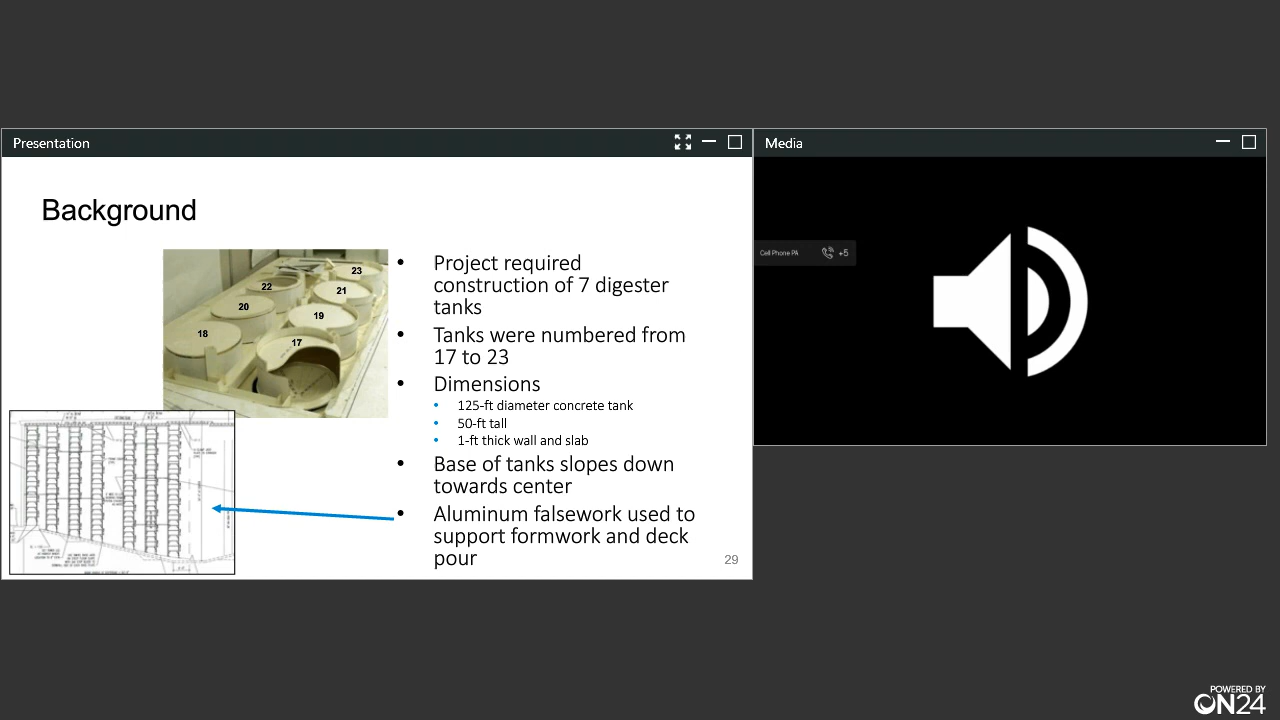 Presentation
Media
Background
23
22
21
20
19
18
17
Cell Phone PA
+5
• Project required
construction of 7 digester
tanks
• Tanks were numbered from
17 to 23
• Dimensions
• 125-ft diameter concrete tank
• 50-ft tall
• 1-ft thick wall and slab
• Base of tanks slopes down
towards center
• Aluminum falsework used to
support formwork and deck
pour
29
POWERED BY
ON24